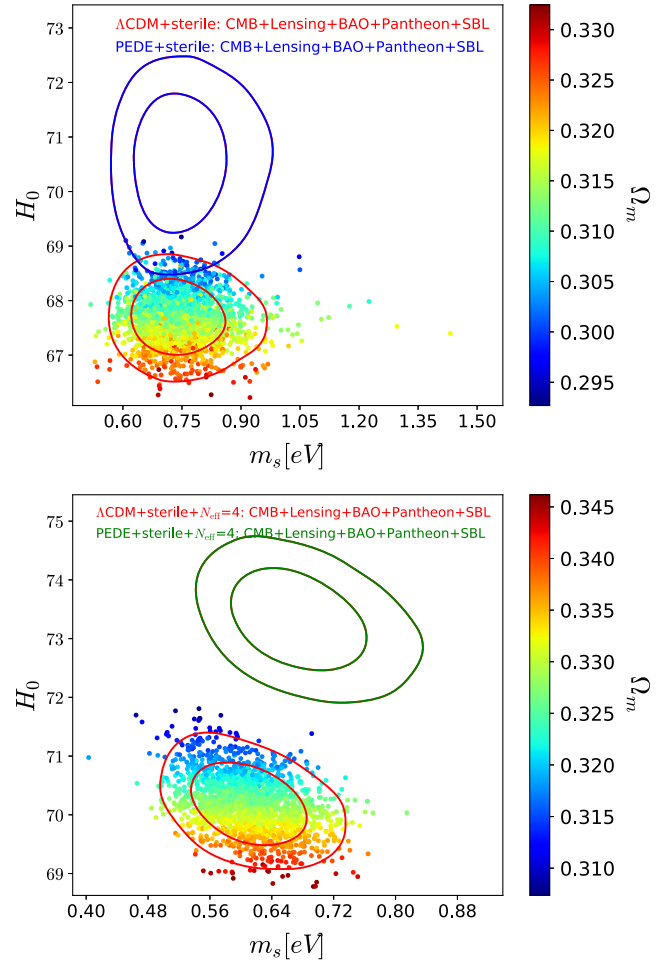 ΛCDM+sterile: CMB+Lensing+BAO+Pantheon+SBL
PEDE+sterile: CMB+Lensing+BAO+Pantheon+SBL
73
72
71
70
69
68
67
H₀
0.60 0.75 0.90 1.05 1.20 1.35 1.50
mₛ[eV]
0.330
0.325
0.320
0.315
0.310
0.305
0.300
0.295
Ωₘ
ΛCDM+sterile+Nₑff=4: CMB+Lensing+BAO+Pantheon+SBL
PEDE+sterile+Nₑff=4: CMB+Lensing+BAO+Pantheon+SBL
75
74
73
72
71
70
69
H₀
0.40 0.48 0.56 0.64 0.72 0.80 0.88
mₛ[eV]
0.345
0.340
0.335
0.330
0.325
0.320
0.315
0.310
Ωₘ